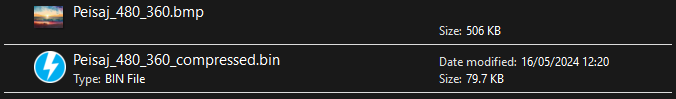 Peisaj_480_360.bmp
Size: 506 KB
Peisaj_480_360_compressed.bin
Date modified: 16/05/2024 12:20
Type: BIN File
Size: 79.7 KB